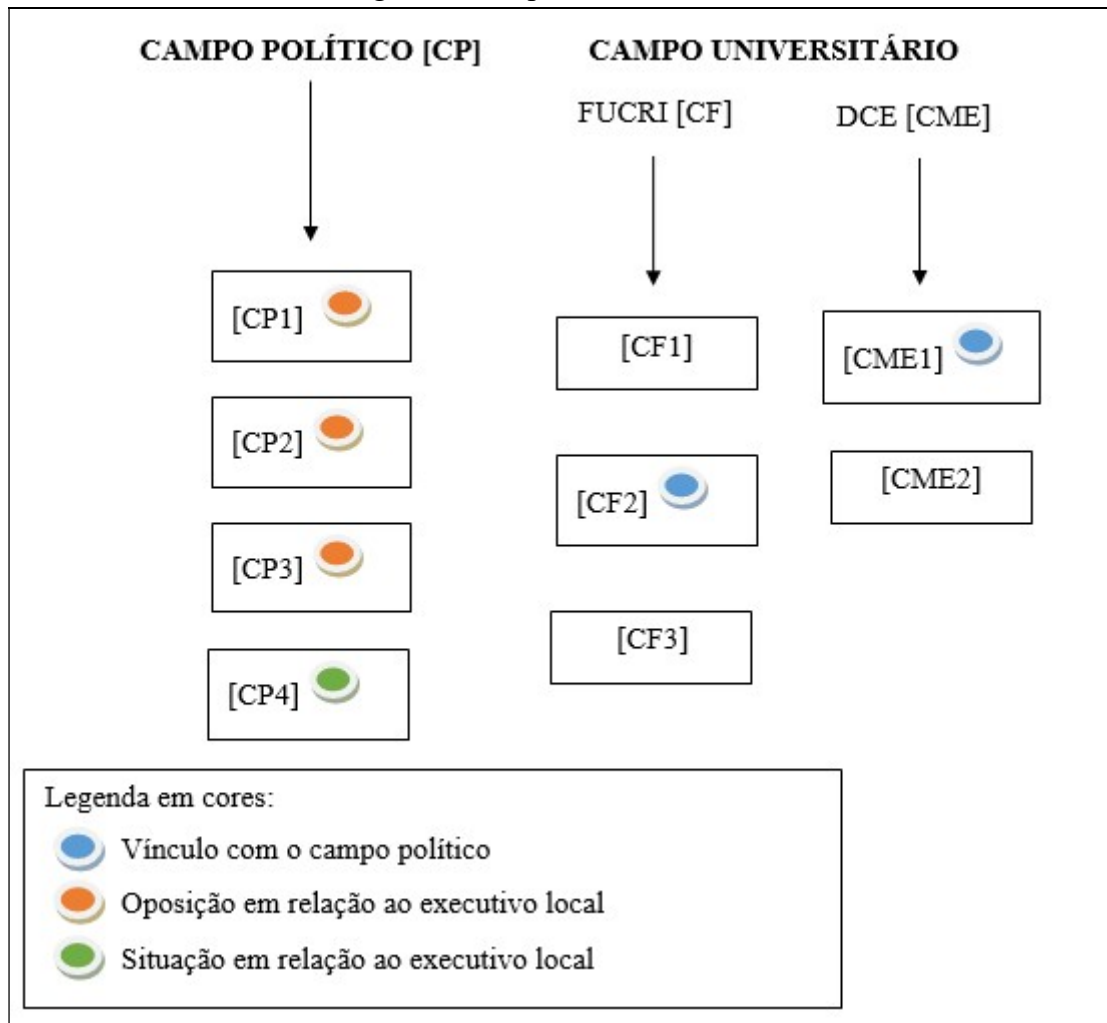 CAMPO POLÍTICO [CP]
CAMPO UNIVERSITÁRIO
FUCRI [CF]
DCE [CME]
[CP1]
[CP2]
[CP3]
[CP4]
[CF1]
[CF2]
[CF3]
[CME1]
[CME2]
Legenda em cores:
Vínculo com o campo político
Oposição em relação ao executivo local
Situação em relação ao executivo local